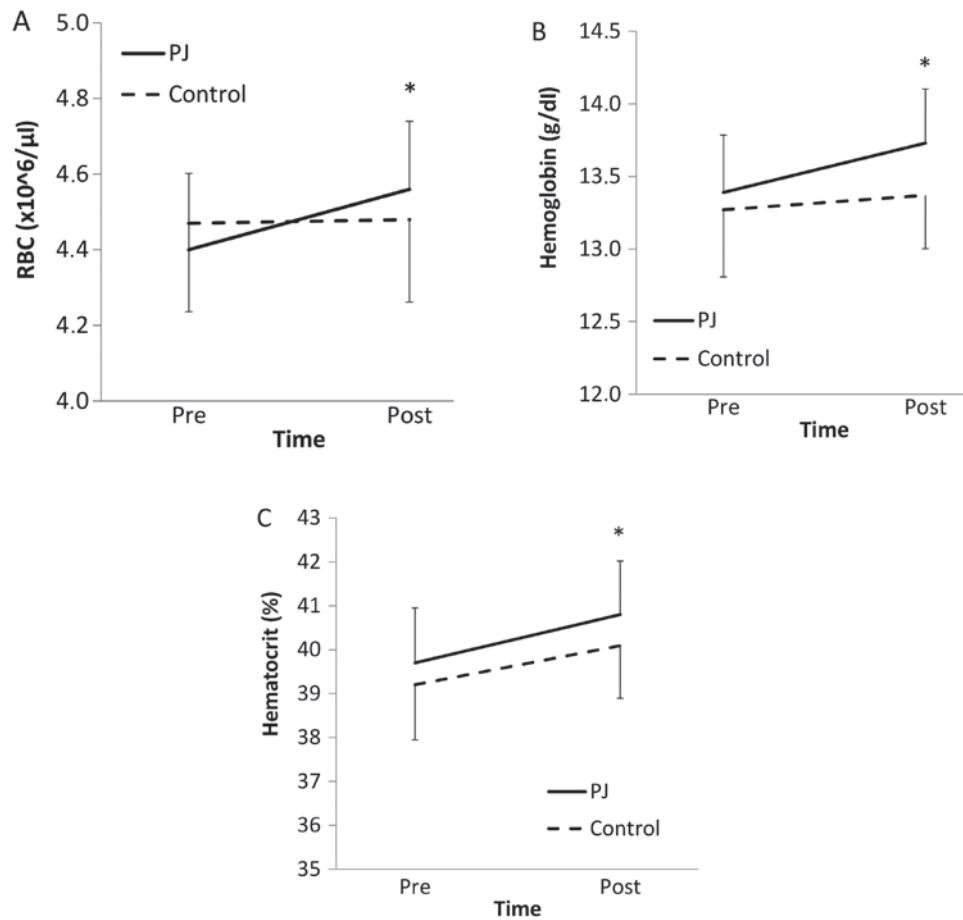 A
5.0
PJ
Control
*
4.8
4.6
4.4
4.2
4.0
RBC (x10^6/µl)
Pre
Post
Time
B
14.5
*
14.0
13.5
13.0
12.5
12.0
Hemoglobin (g/dl)
PJ
Control
Pre
Post
Time
C
43
*
42
41
40
39
38
37
36
35
Hematocrit (%)
PJ
Control
Pre
Post
Time